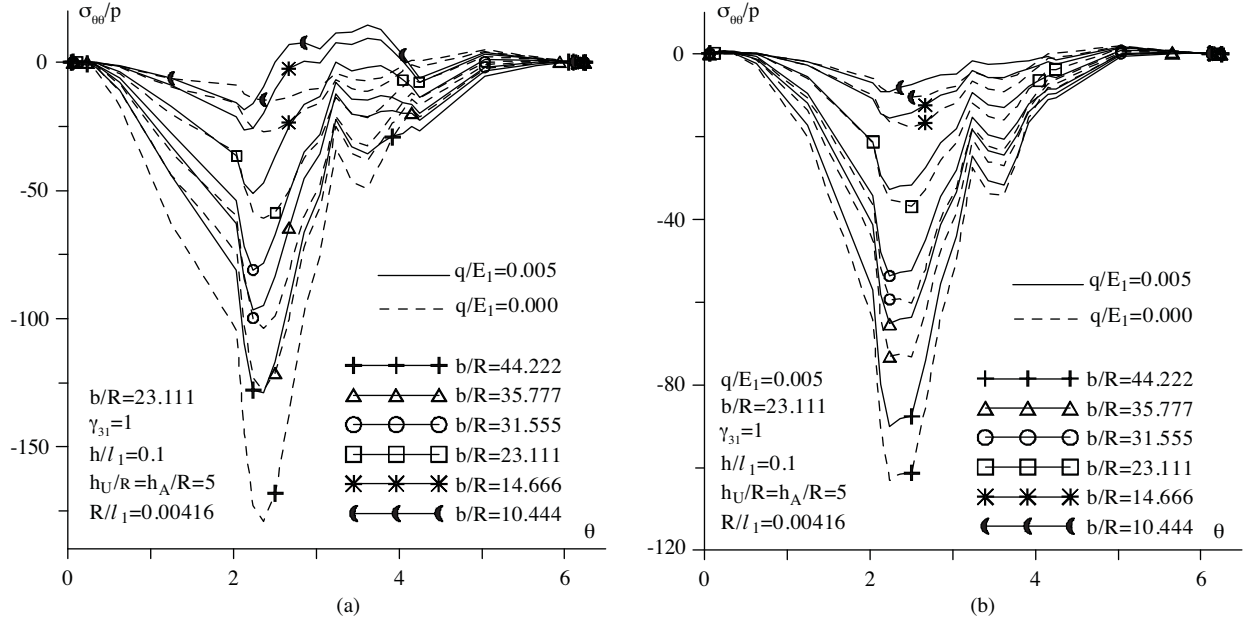 σθθ/p
0
-50
-100
-150
q/E1=0.005
q/E1=0.000
b/R=23.111
γ31=1
h/l1=0.1
hU/R=hA/R=5
R/l1=0.00416
b/R=44.222
b/R=35.777
b/R=31.555
b/R=23.111
b/R=14.666
b/R=10.444
θ
0 2 4 6
(a)
σθθ/p
0
-40
-80
-120
q/E1=0.005
q/E1=0.000
q/E1=0.005
b/R=23.111
γ31=1
h/l1=0.1
hU/R=hA/R=5
R/l1=0.00416
b/R=44.222
b/R=35.777
b/R=31.555
b/R=23.111
b/R=14.666
b/R=10.444
θ
0 2 4 6
(b)